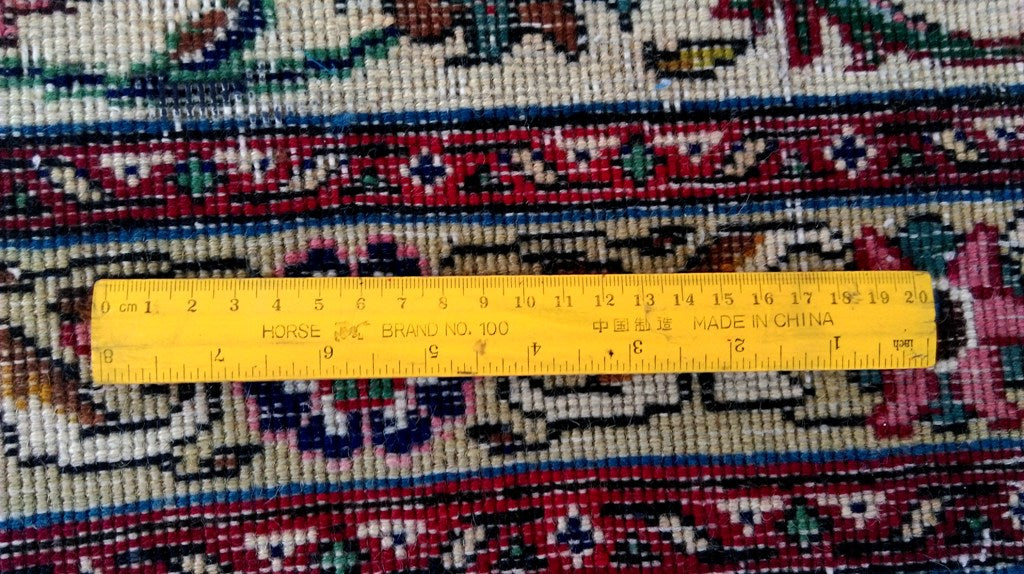 0 cm 1 2 3 4 5 6 7 8 9 10 11 12 13 14 15 16 17 18 19 20
HORSE BRAND NO. 100 中国制造 MADE IN CHINA
8 7 6 5 4 3 2 1 inch